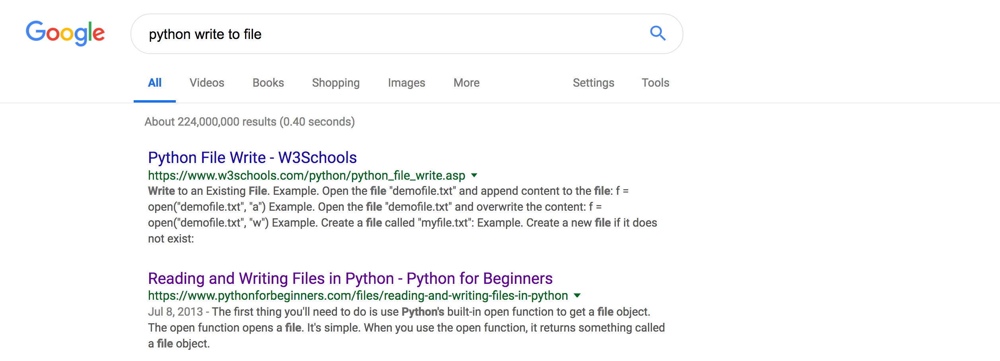 Google
python write to file
All Videos Books Shopping Images More Settings Tools
About 224,000,000 results (0.40 seconds)
Python File Write - W3Schools
https://www.w3schools.com/python/python_file_write.asp
Write to an Existing File. Example. Open the file "demofile.txt" and append content to the file: f =
open("demofile.txt", "a") Example. Open the file "demofile.txt" and overwrite the content: f =
open("demofile.txt", "w") Example. Create a file called "myfile.txt": Example. Create a new file if it does
not exist:
Reading and Writing Files in Python - Python for Beginners
https://www.pythonforbeginners.com/files/reading-and-writing-files-in-python
Jul 8, 2013 - The first thing you'll need to do is use Python's built-in open function to get a file object.
The open function opens a file. It's simple. When you use the open function, it returns something called
a file object.